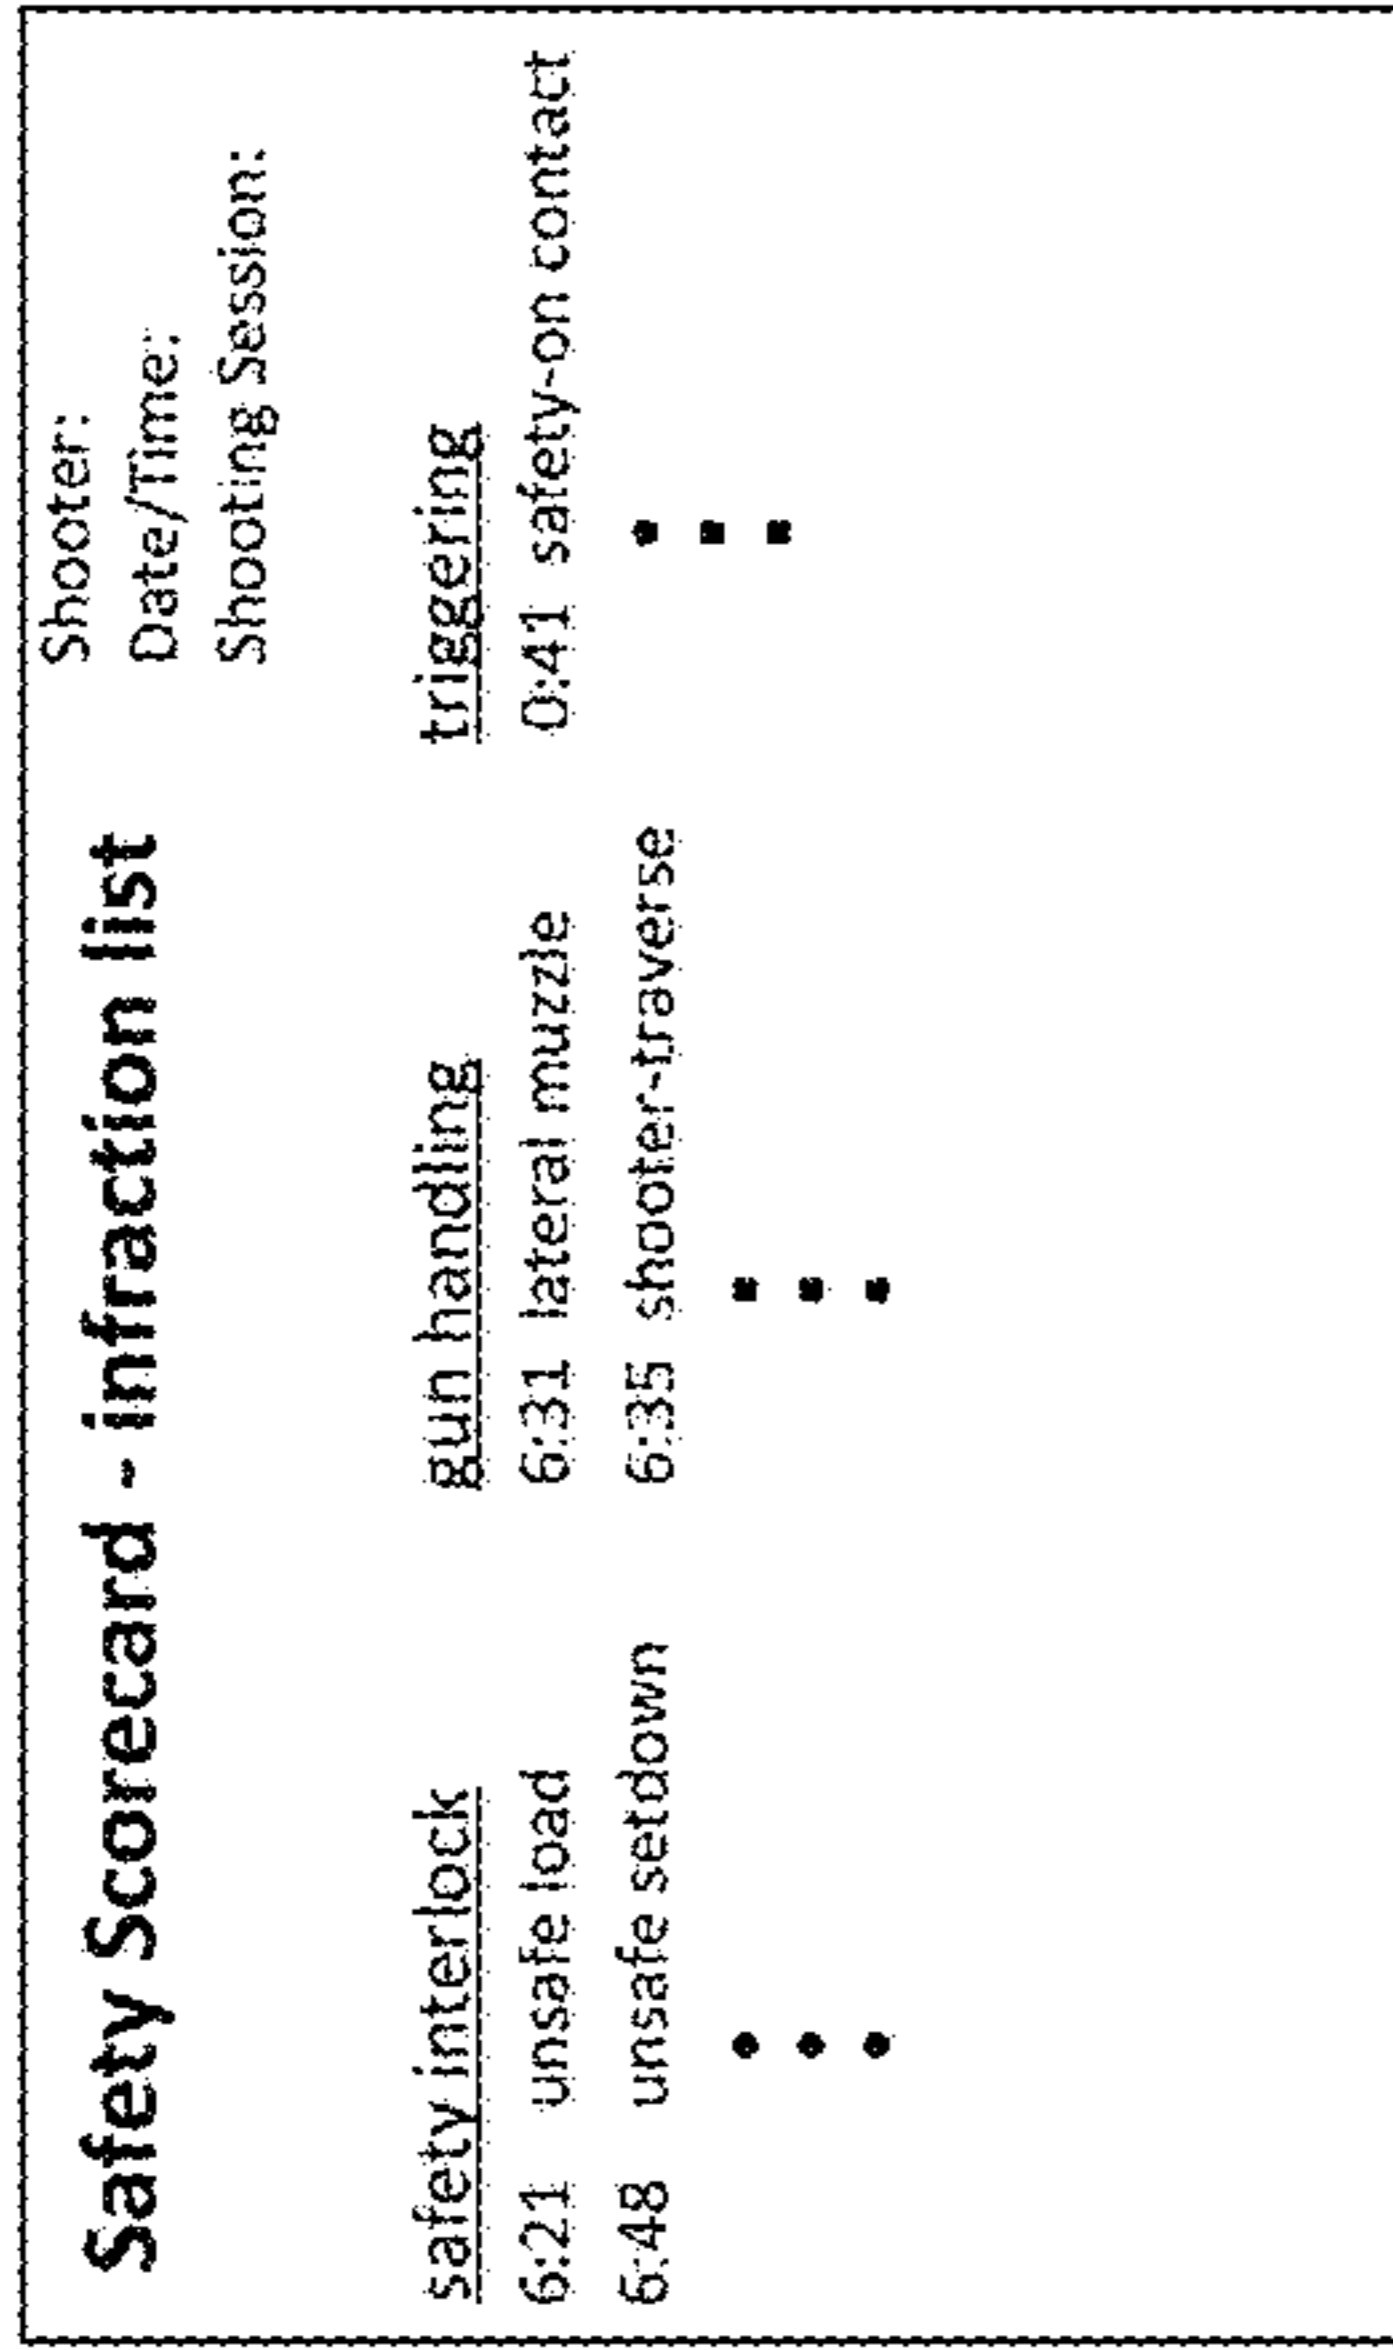 Safety Scorecard - infraction list
Shooter:
Date/Time:
Shooting Session:
safety interlock
6:21 unsafe load
6:48 unsafe setdown
gun handling
6:31 lateral muzzle
6:35 shooter-traverse
triggering
0:41 safety-on contact